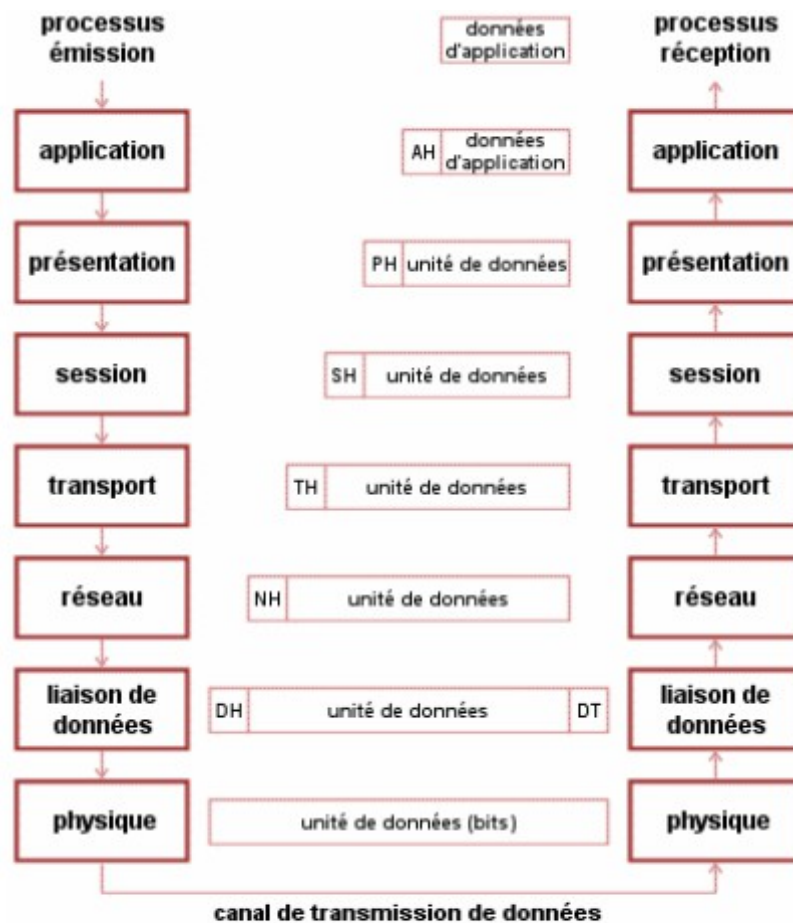 processus
émission
données
d'application
processus
réception
application
AH
données
d'application
application
présentation
PH
unité de données
présentation
session
SH
unité de données
session
transport
TH
unité de données
transport
réseau
NH
unité de données
réseau
liaison de
données
DH
unité de données
DT
liaison de
données
physique
unité de données (bits)
physique
canal de transmission de données